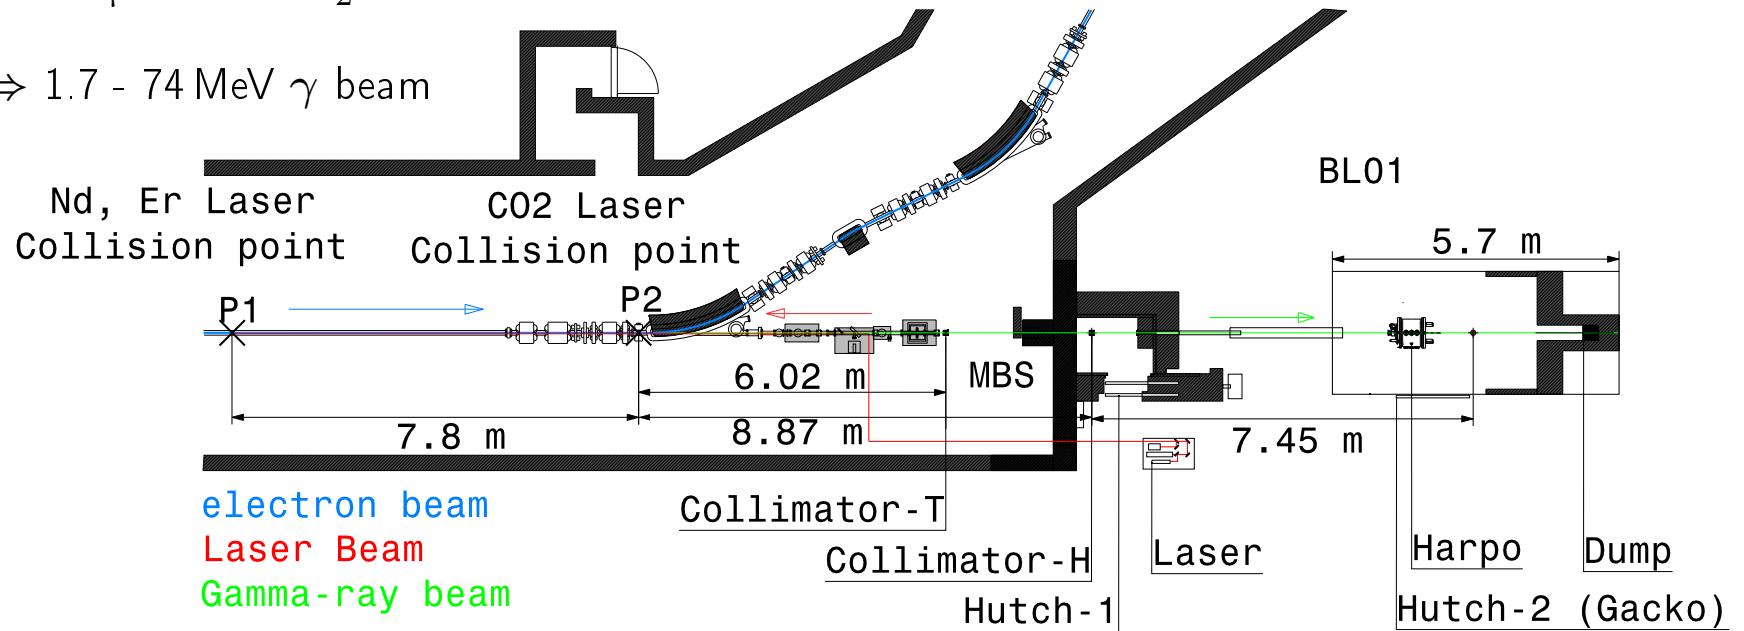 ⇒ 1.7 - 74 MeV γ beam
BL01
Nd, Er Laser
Collision point
CO2 Laser
Collision point
5.7 m
P1
P2
6.02 m
MBS
7.8 m
8.87 m
7.45 m
electron beam
Laser Beam
Gamma-ray beam
Collimator-T
Collimator-H
Hutch-1
Laser
Harpo
Dump
Hutch-2 (Gacko)